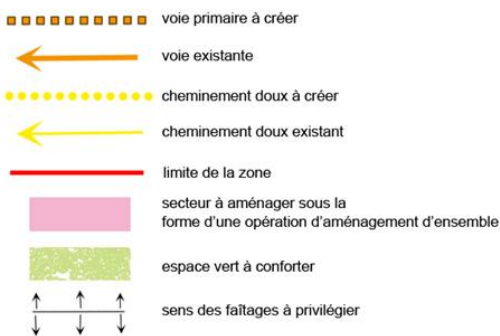 voie primaire à créer
voie existante
cheminement doux à créer
cheminement doux existant
limite de la zone
secteur à aménager sous la
forme d'une opération d'aménagement d'ensemble
espace vert à conforter
sens des faîtages à privilégier